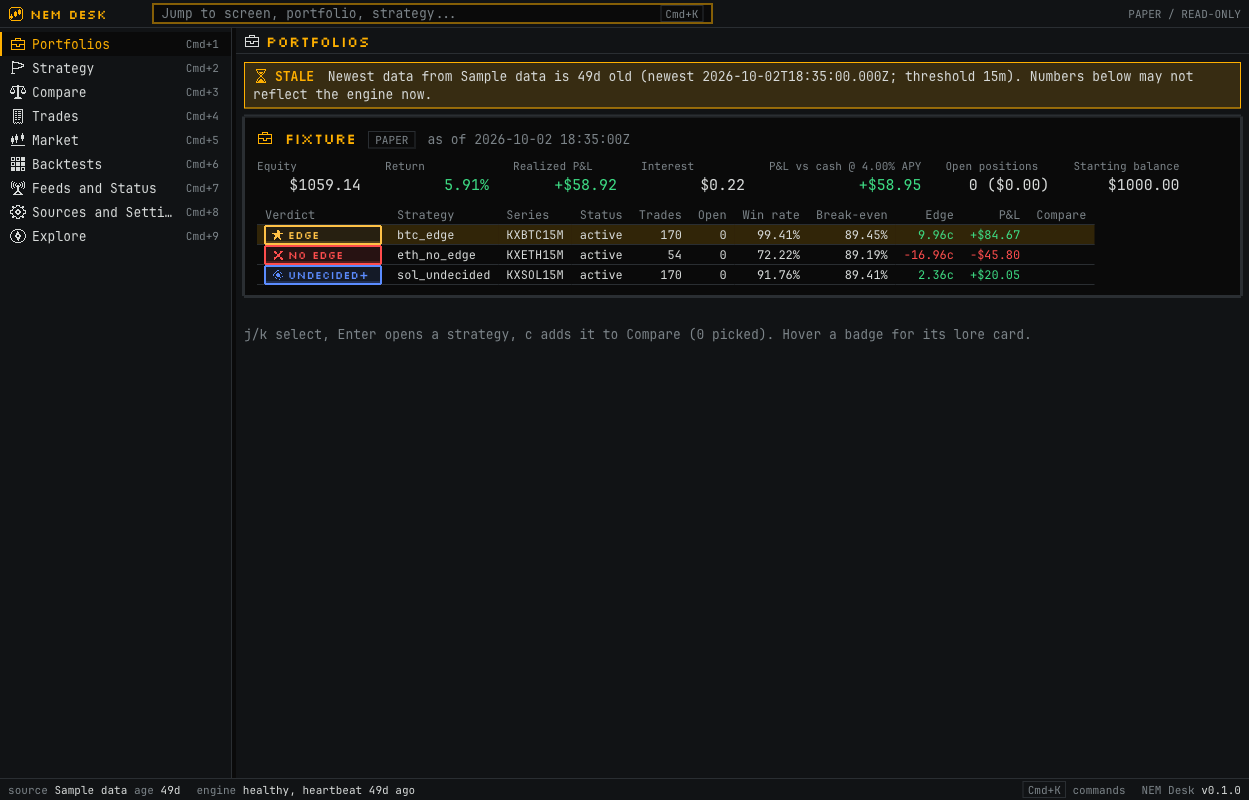 NEM DESK
Jump to screen, portfolio, strategy... Cmd+K
PAPER / READ-ONLY
Portfolios Cmd+1
Strategy Cmd+2
Compare Cmd+3
Trades Cmd+4
Market Cmd+5
Backtests Cmd+6
Feeds and Status Cmd+7
Sources and Setti… Cmd+8
Explore Cmd+9
PORTFOLIOS
STALE Newest data from Sample data is 49d old (newest 2026-10-02T18:35:00.000Z; threshold 15m). Numbers below may not
reflect the engine now.
FIXTURE PAPER as of 2026-10-02 18:35:00Z
Equity Return Realized P&L Interest P&L vs cash @ 4.00% APY Open positions Starting balance
$1059.14 5.91% +$58.92 $0.22 +$58.95 0 ($0.00) $1000.00
Verdict Strategy Series Status Trades Open Win rate Break-even Edge P&L Compare
EDGE btc_edge KXBTC15M active 170 0 99.41% 89.45% 9.96c +$84.67
NO EDGE eth_no_edge KXETH15M active 54 0 72.22% 89.19% -16.96c -$45.80
UNDECIDED+ sol_undecided KXSOL15M active 170 0 91.76% 89.41% 2.36c +$20.05
j/k select, Enter opens a strategy, c adds it to Compare (0 picked). Hover a badge for its lore card.
source Sample data age 49d engine healthy, heartbeat 49d ago
Cmd+K commands NEM Desk v0.1.0